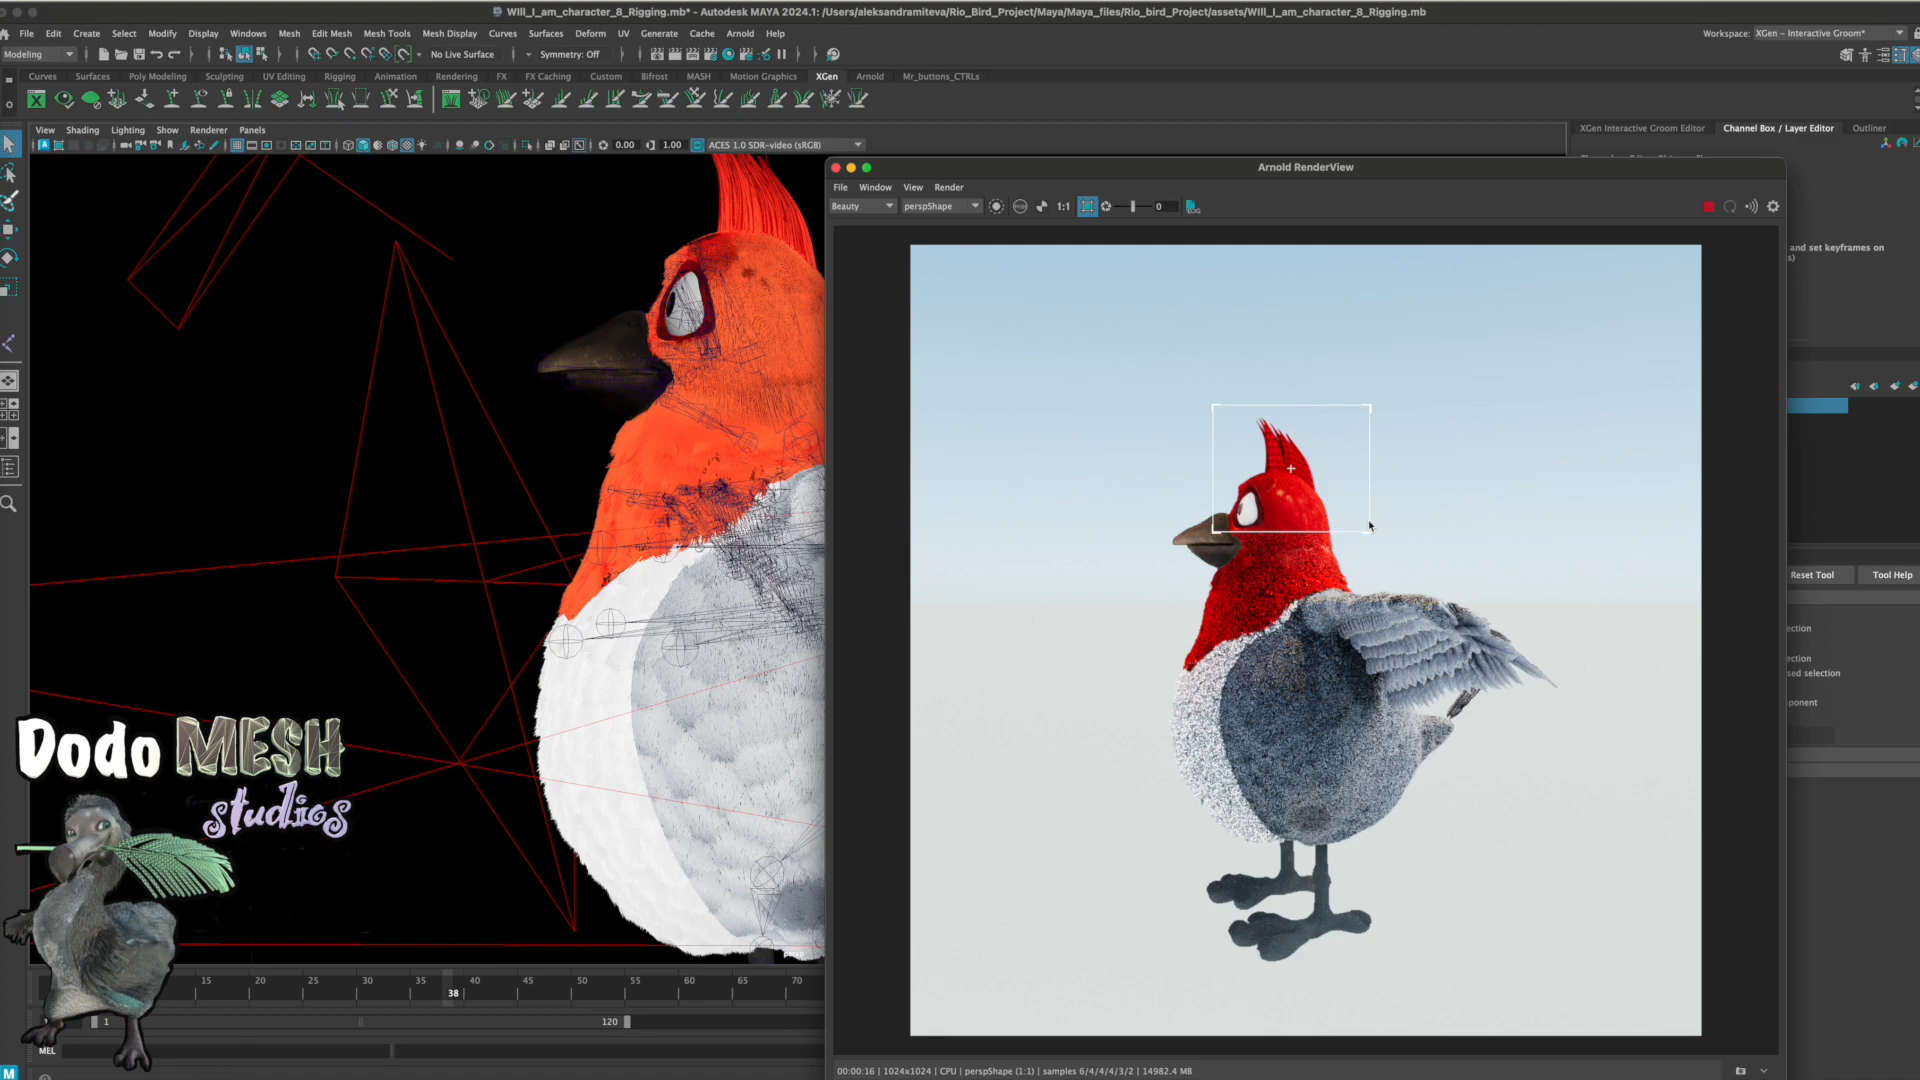 WIll_I_am_character_8_Rigging.mb* - Autodesk MAYA 2024.1: /Users/aleksandramiteva/Rio_Bird_Project/Maya/Maya_files/Rio_bird_Project/assets/WIll_I_am_character_8_Rigging.mb
File Edit Create Select Modify Display Windows Mesh Edit Mesh Mesh Tools Mesh Display Curves Surfaces Deform UV Generate Cache Arnold Help
Workspace: XGen - Interactive Groom*
Modeling
No Live Surface
Symmetry: Off
Curves Surfaces Poly Modeling Sculpting UV Editing Rigging Animation Rendering FX FX Caching Custom Bifrost MASH Motion Graphics XGen Arnold Mr_buttons_CTRLs
View Shading Lighting Show Renderer Panels
XGen Interactive Groom Editor Channel Box / Layer Editor Outliner
0.00 1.00 ACES 1.0 SDR-video (sRGB)
Arnold RenderView
File Window View Render
Beauty perspShape 1:1 0 LOG
and set keyframes on
s)
Reset Tool Tool Help
ection
ection
sed selection
ponent
Dodo MESH
studios
persp
15 20 25 30 35 40 45 50 55 60 65 70
38
1 120
MEL
M
00:00:16 | 1024x1024 | CPU | perspShape (1:1) | samples 6/4/4/4/3/2 | 14982.4 MB